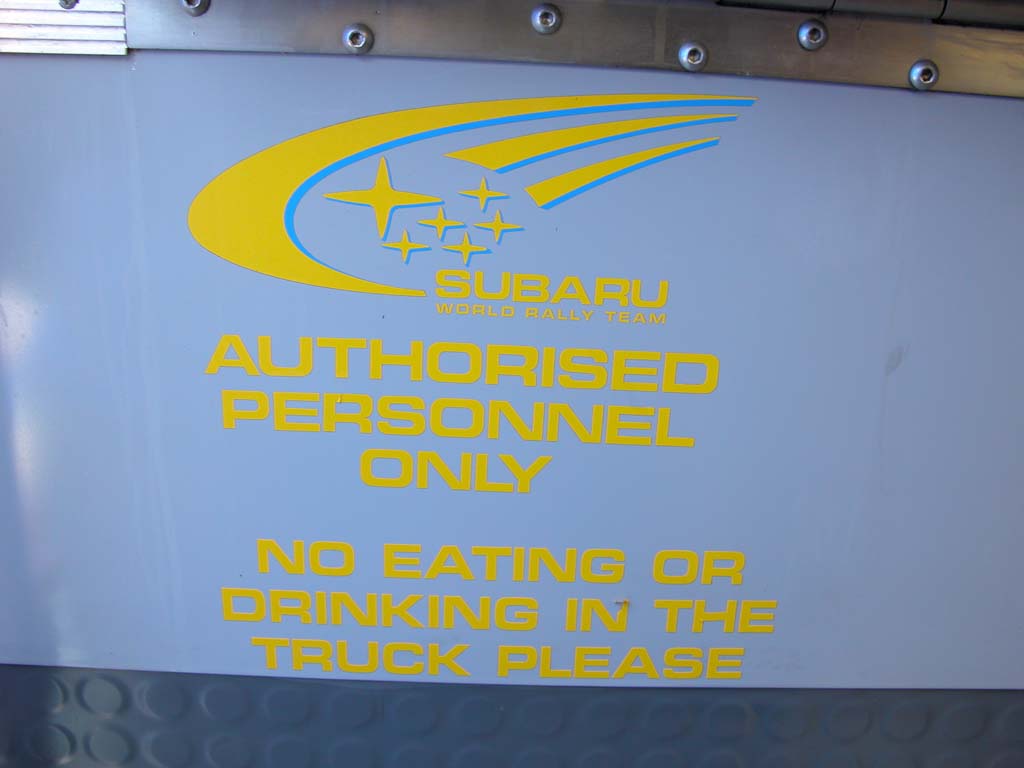 SUBARU
WORLD RALLY TEAM
AUTHORISED
PERSONNEL
ONLY
NO EATING OR
DRINKING IN THE
TRUCK PLEASE